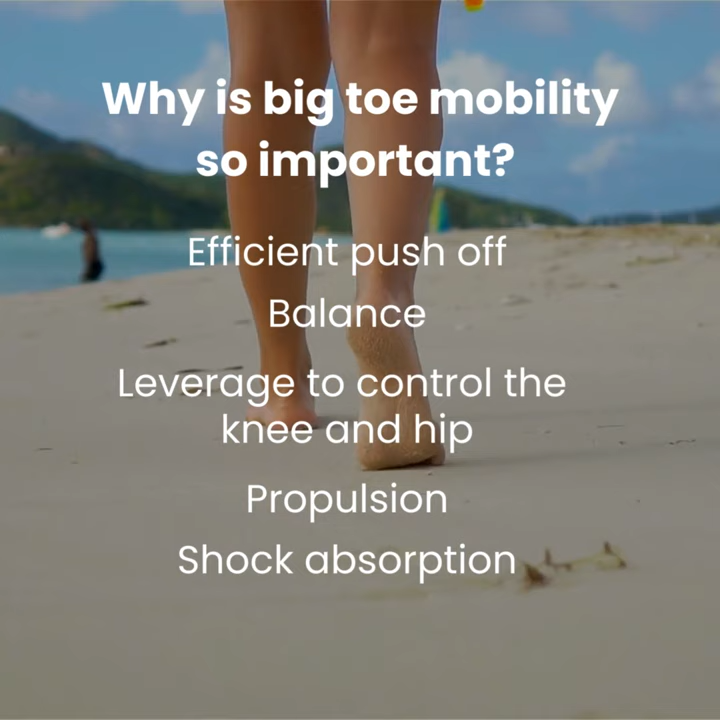 Why is big toe mobility
so important?
Efficient push off
Balance
Leverage to control the
knee and hip
Propulsion
Shock absorption